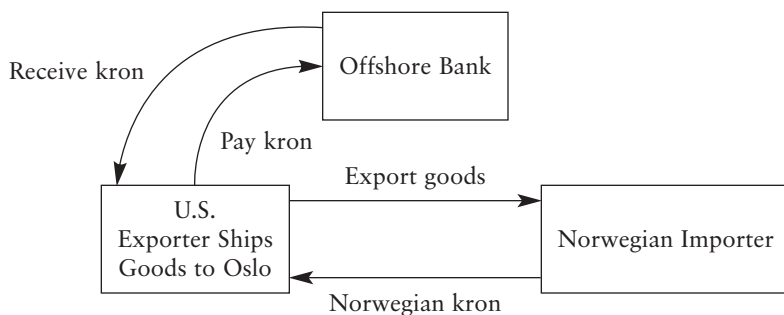 Receive kron
Offshore Bank
Pay kron
U.S.
Exporter Ships
Goods to Oslo
Export goods
Norwegian Importer
Norwegian kron